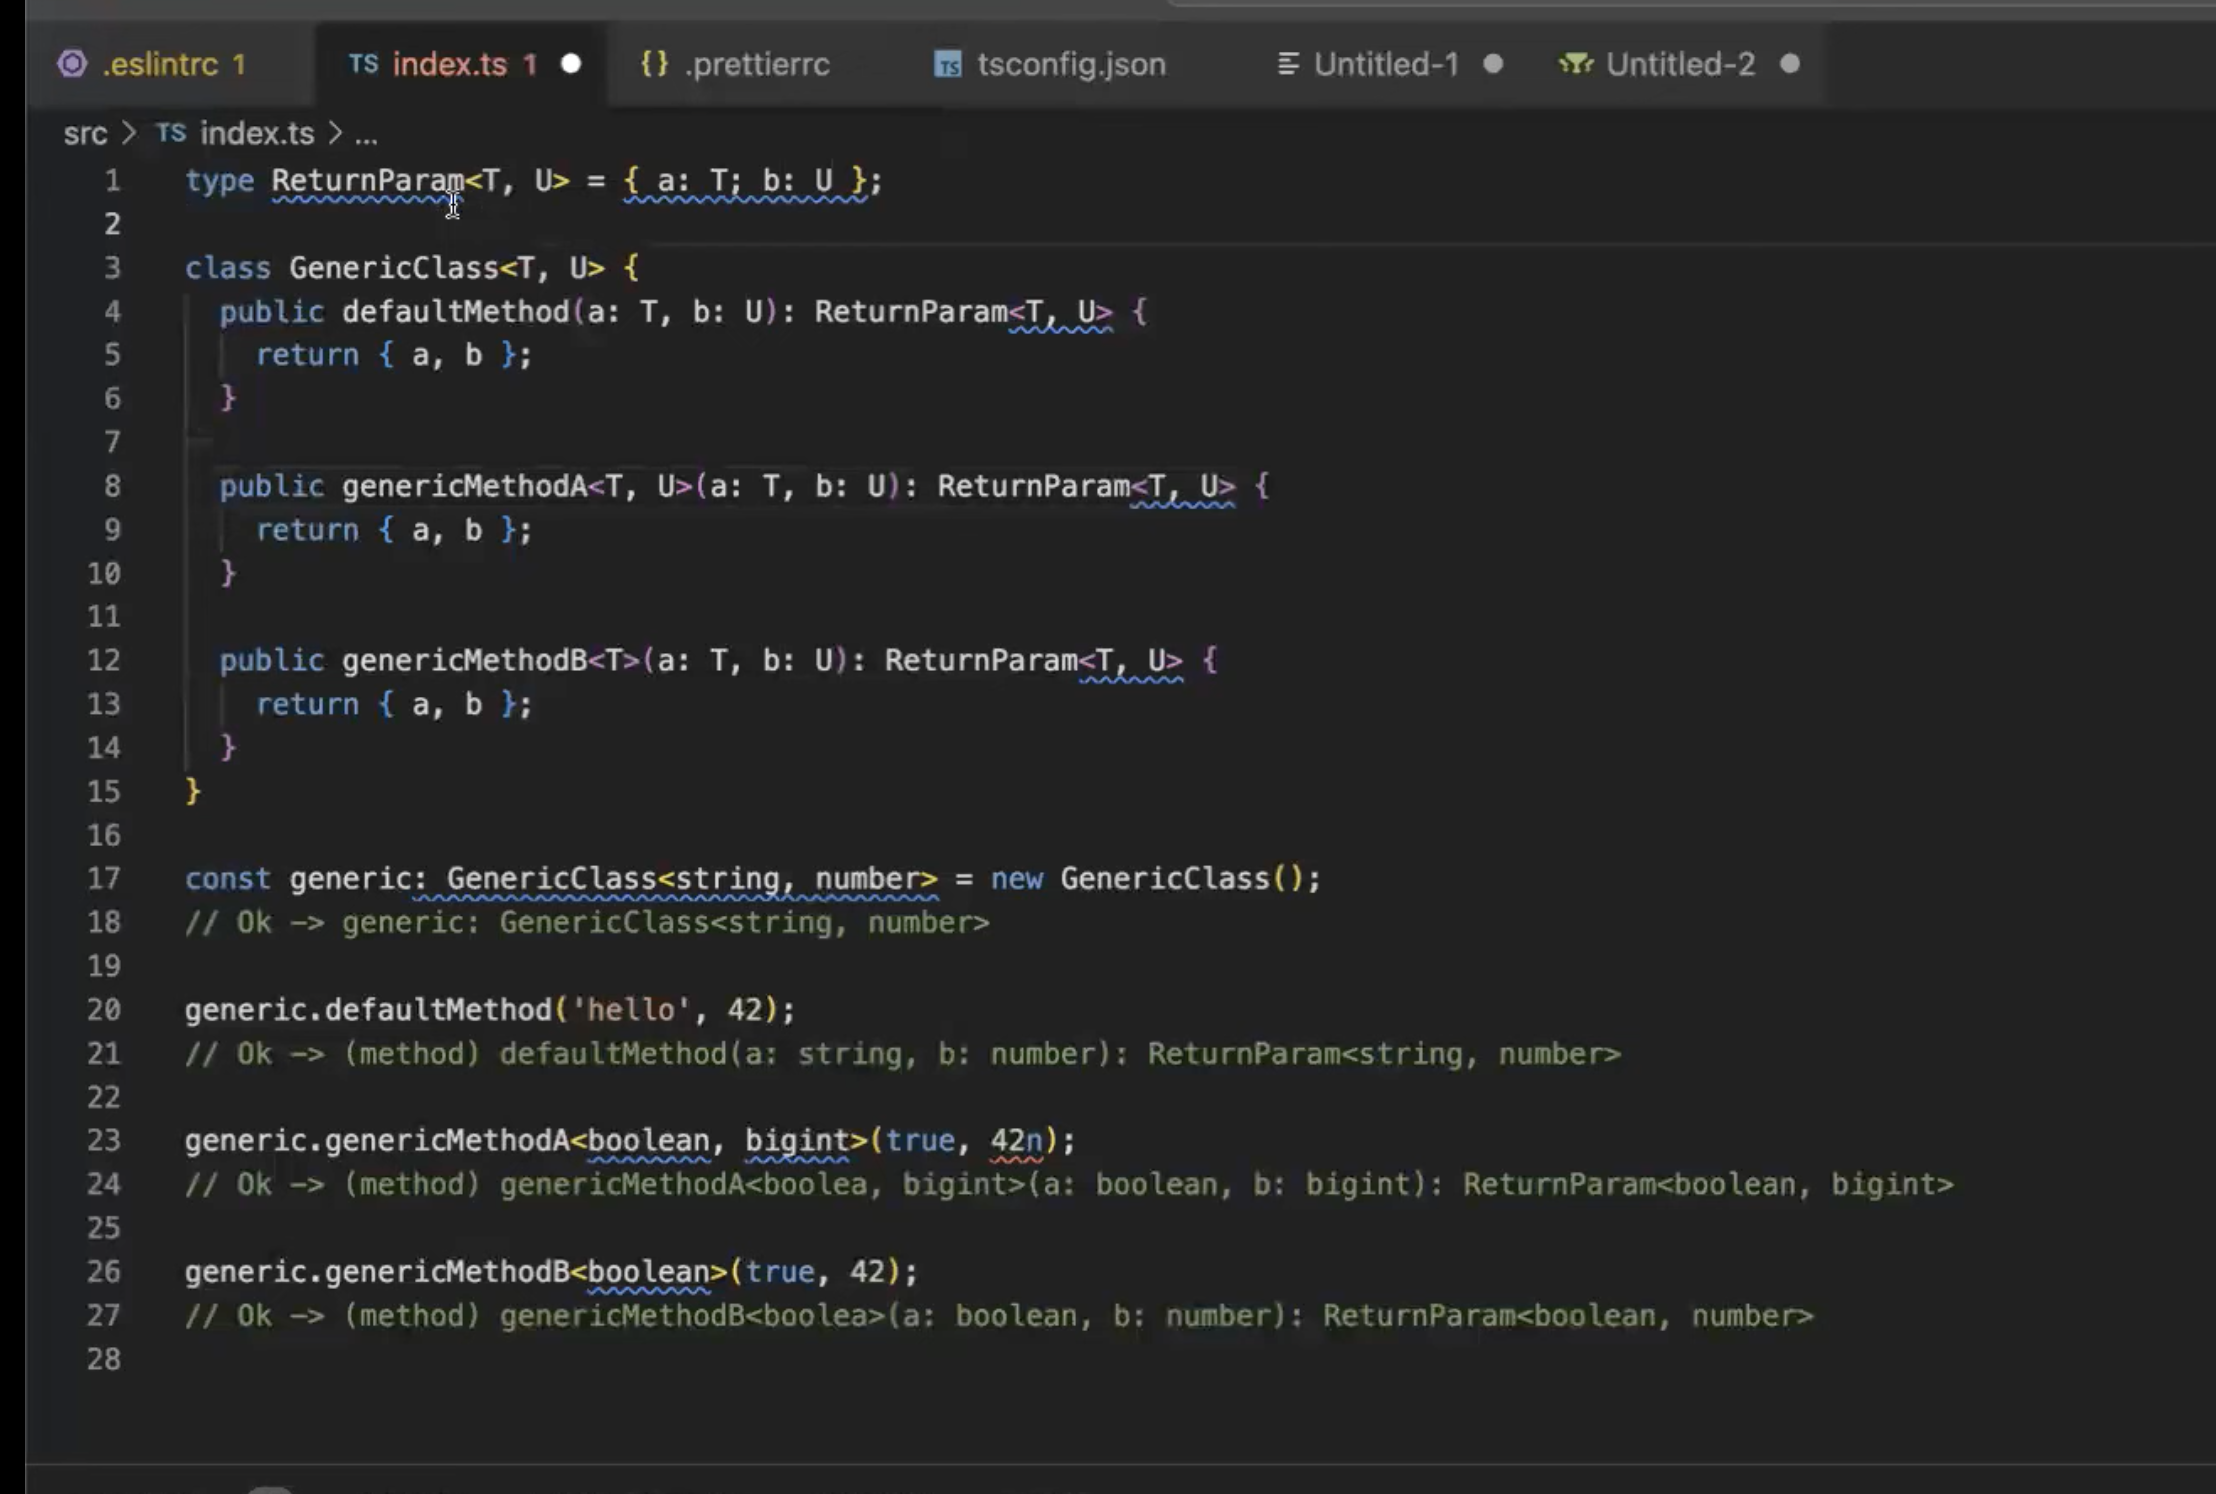 .eslintrc 1 TS index.ts 1 {} .prettierrc TS tsconfig.json Untitled-1 Untitled-2
src > TS index.ts > ...
1 type ReturnParam<T, U> = { a: T; b: U };
2
3 class GenericClass<T, U> {
4 public defaultMethod(a: T, b: U): ReturnParam<T, U> {
5 return { a, b };
6 }
7
8 public genericMethodA<T, U>(a: T, b: U): ReturnParam<T, U> {
9 return { a, b };
10 }
11
12 public genericMethodB<T>(a: T, b: U): ReturnParam<T, U> {
13 return { a, b };
14 }
15 }
16
17 const generic: GenericClass<string, number> = new GenericClass();
18 // Ok -> generic: GenericClass<string, number>
19
20 generic.defaultMethod('hello', 42);
21 // Ok -> (method) defaultMethod(a: string, b: number): ReturnParam<string, number>
22
23 generic.genericMethodA<boolean, bigint>(true, 42n);
24 // Ok -> (method) genericMethodA<boolea, bigint>(a: boolean, b: bigint): ReturnParam<boolean, bigint>
25
26 generic.genericMethodB<boolean>(true, 42);
27 // Ok -> (method) genericMethodB<boolea>(a: boolean, b: number): ReturnParam<boolean, number>
28